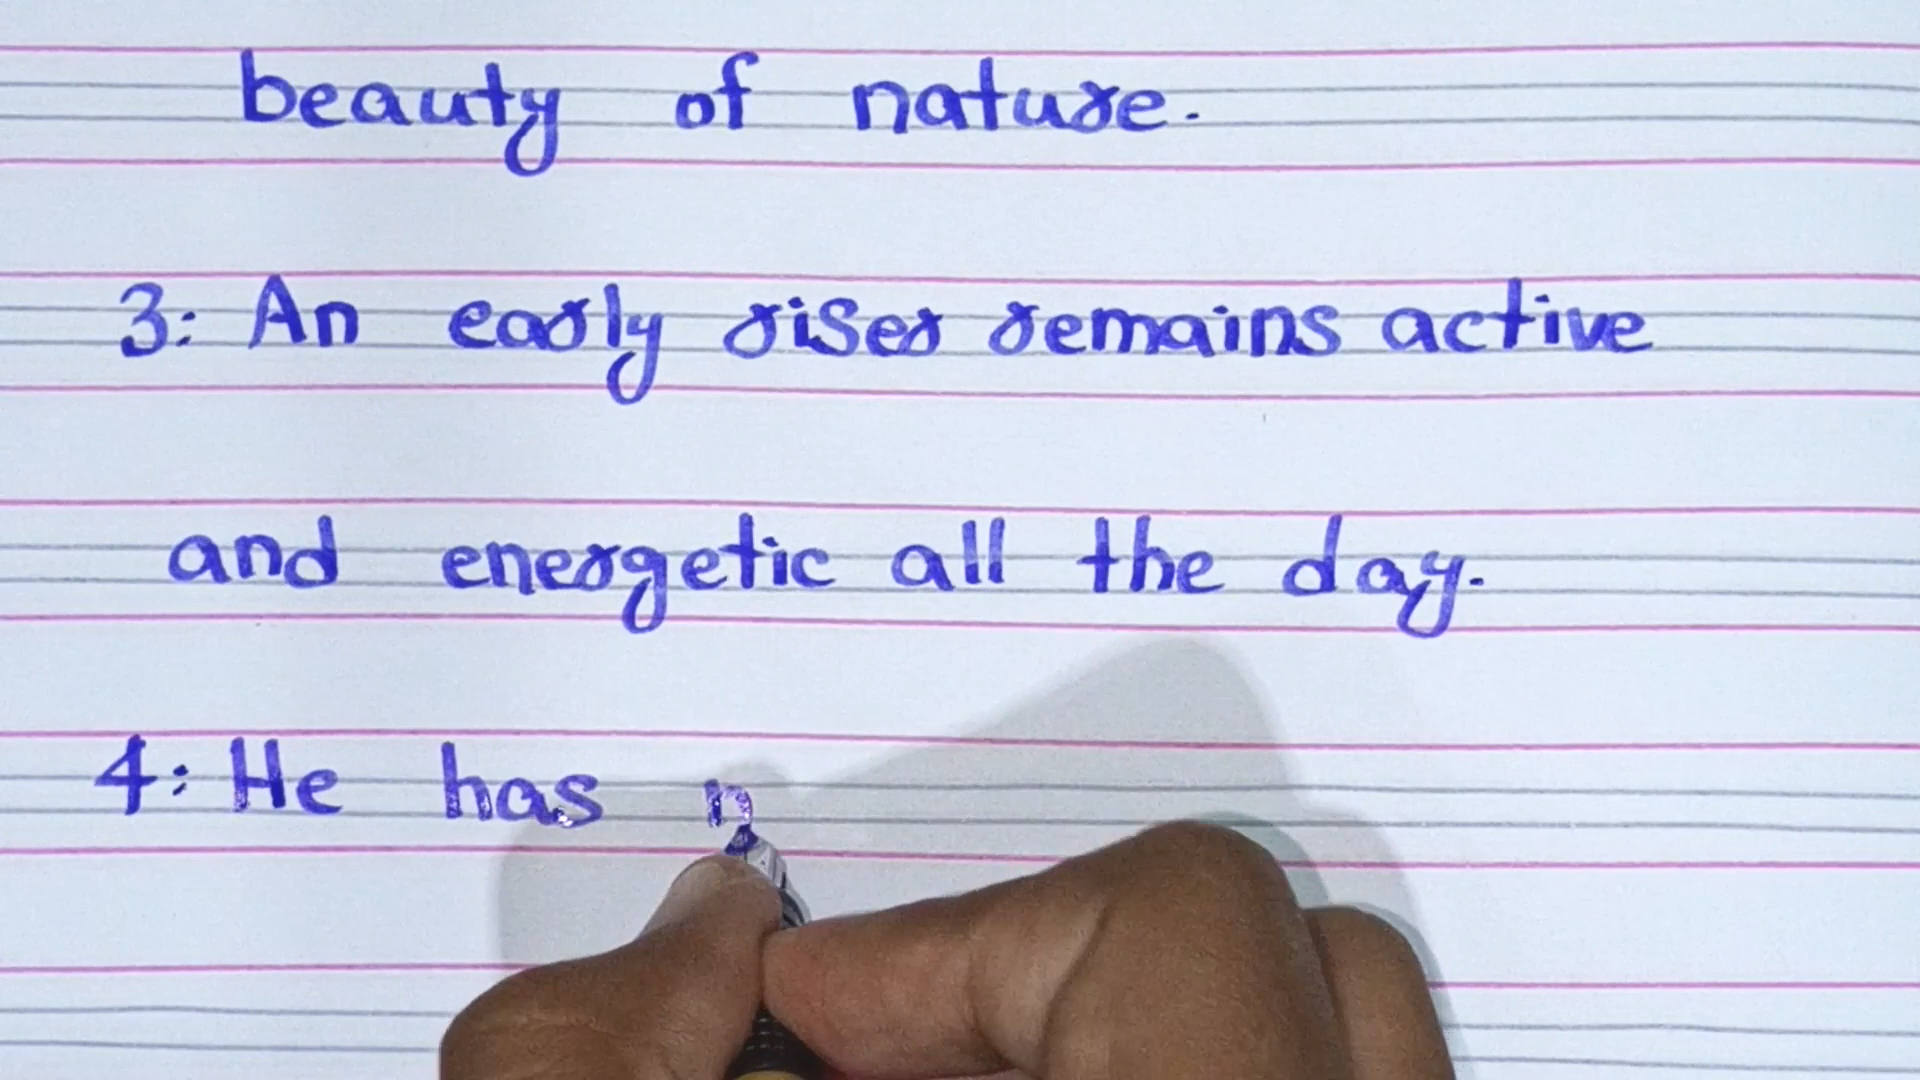 beauty of nature.
3: An early riser remains active
and energetic all the day.
4: He has n